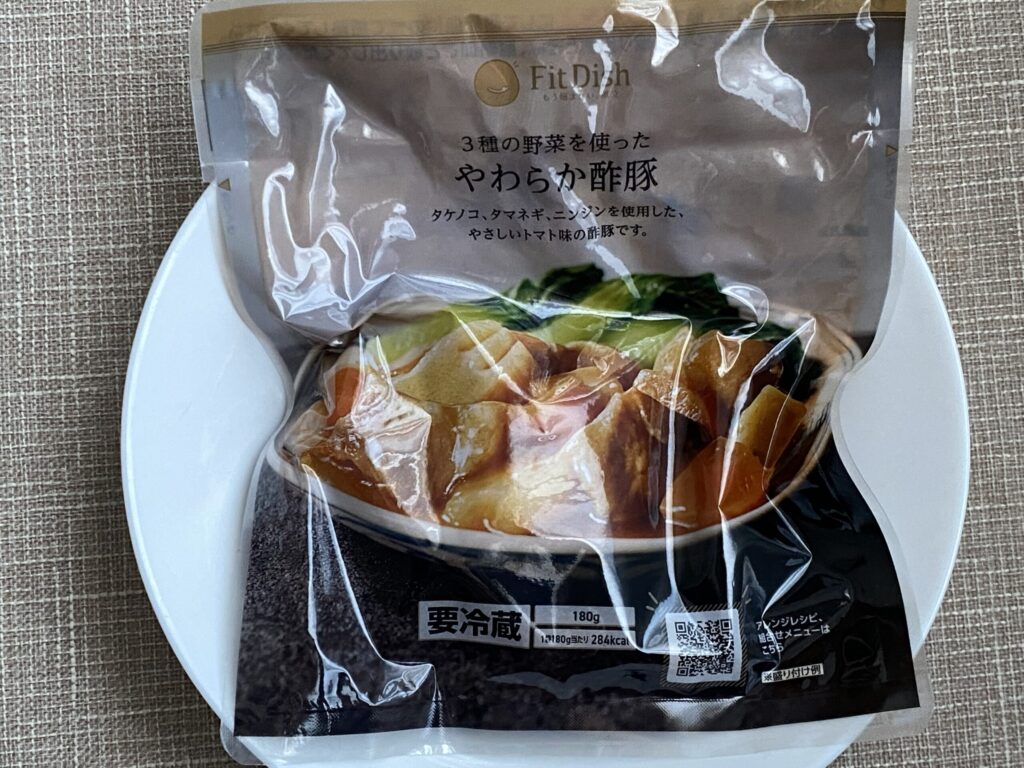 Fit Dish
3種の野菜を使った
やわらか酢豚
タケノコ、タマネギ、ニンジンを使用した、
やさしいトマト味の酢豚です。
要冷蔵
180g
1袋180g当たり 284kcal
アレンジレシピ、
組合せメニューは
こちら
※盛り付け例